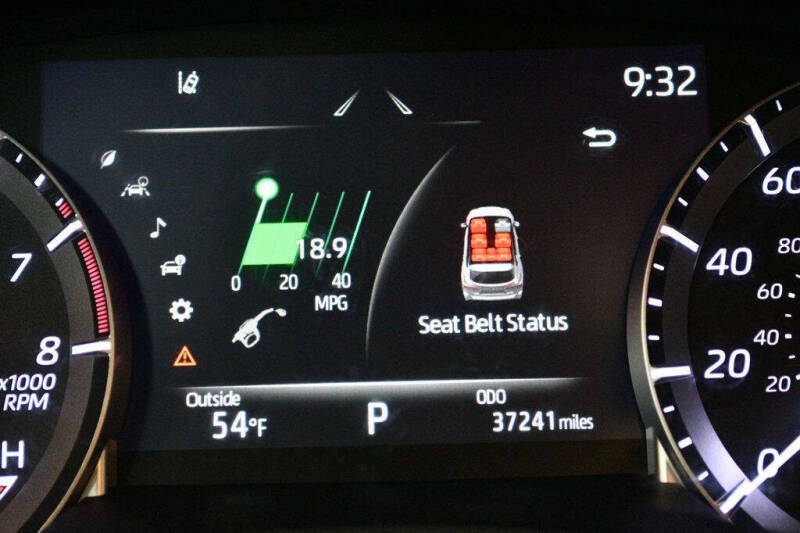 9:32
18.9
0 20 40
MPG
Seat Belt Status
Outside
54°F
P
ODO
37241 miles
7
8
x1000
RPM
H
60
40
20
0
80
60
40
20